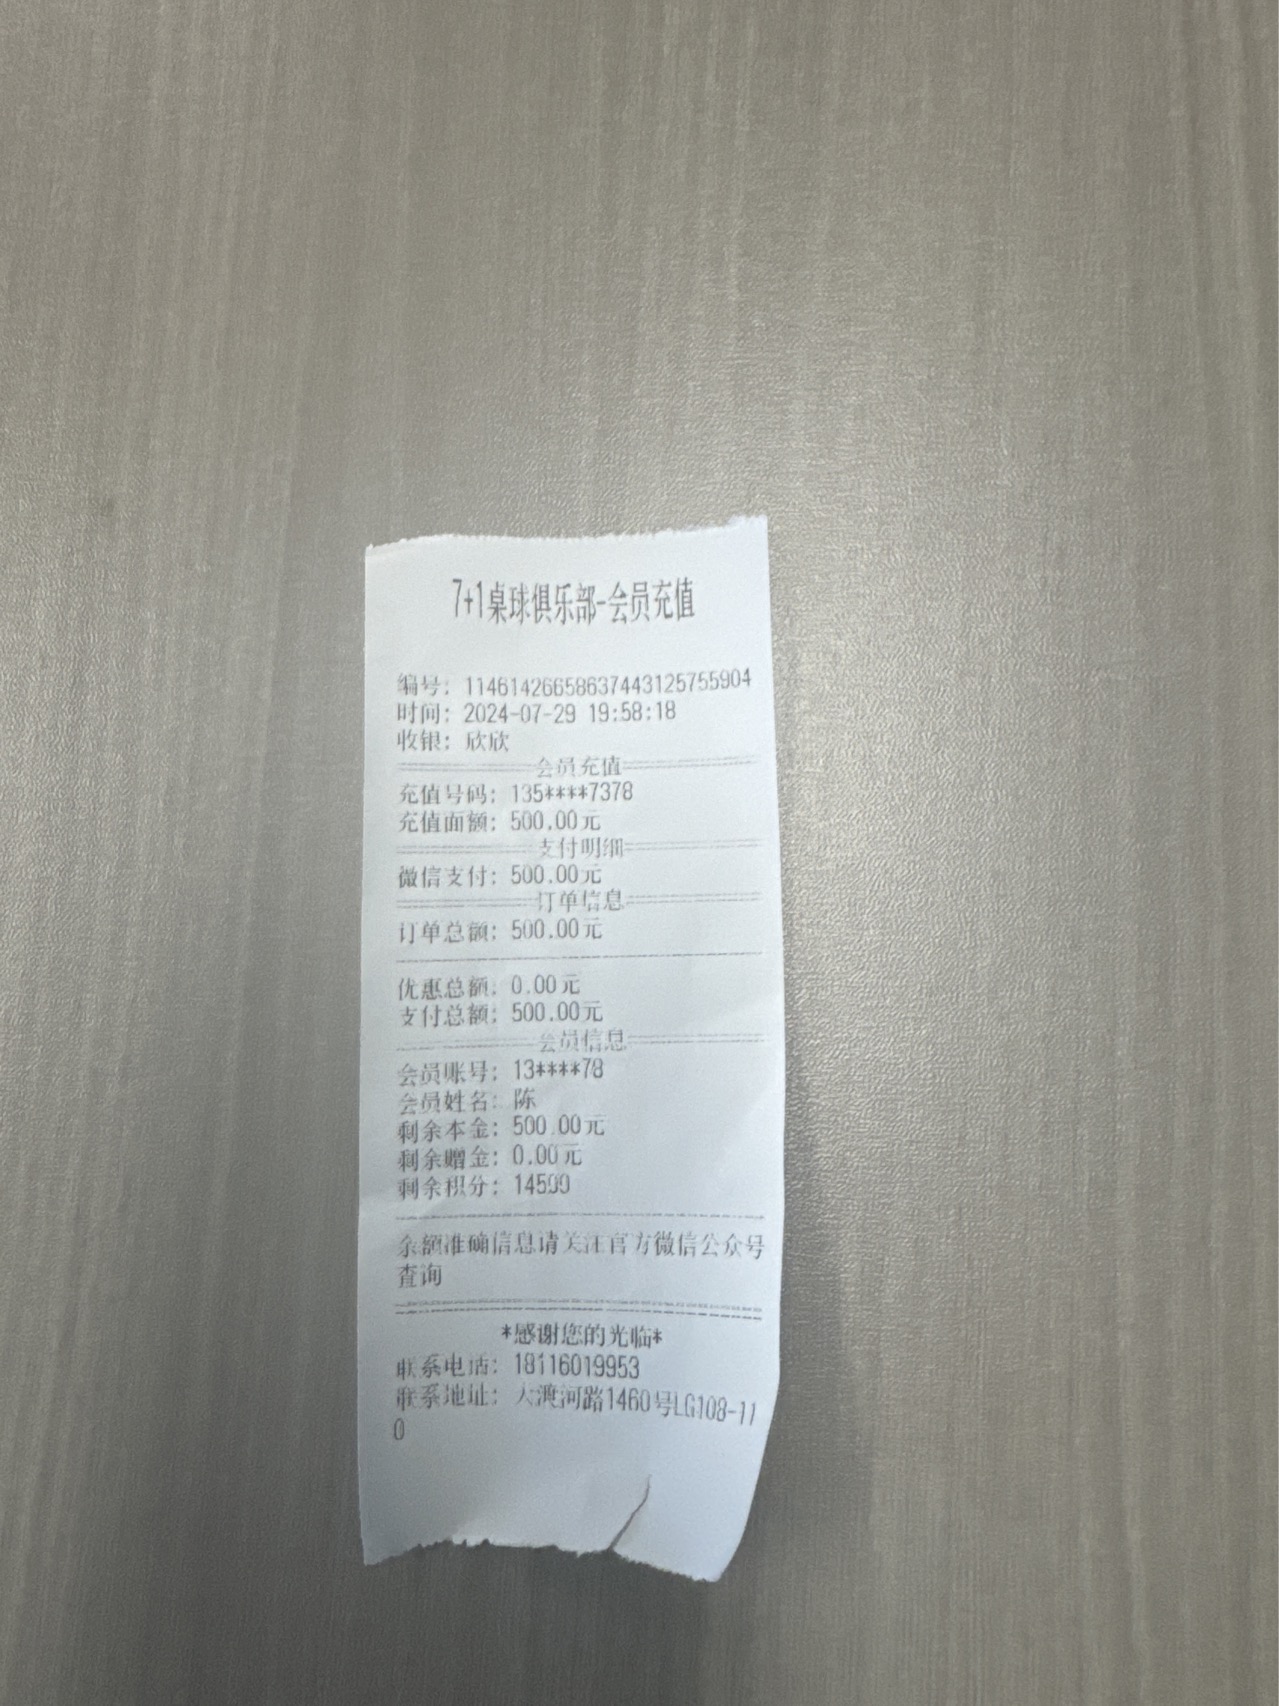 7+1桌球俱乐部-会员充值
编号: 1146142665863744312575590​4
时间: 2024-07-29 19:58:18
收银: 欣欣
会员充值
充值号码: 135****7378
充值面额: 500.00元
支付明细
微信支付: 500.00元
订单信息
订单总额: 500.00元
优惠总额: 0.00元
支付总额: 500.00元
会员信息
会员账号: 13****78
会员姓名: 陈
剩余本金: 500.00元
剩余赠金: 0.00元
剩余积分: 14599
余额准确信息请关注官方微信公众号
查询
*感谢您的光临*
联系电话: 18116019953
联系地址: 大渡河路1460号LG108-11
0